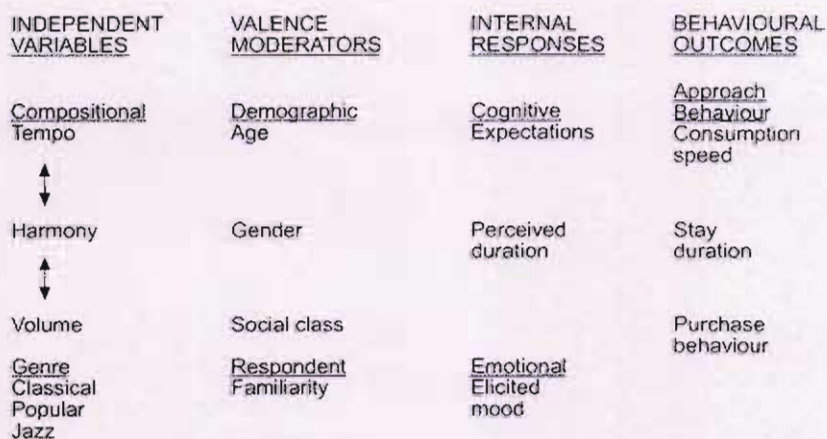 INDEPENDENT
VARIABLES
Compositional
Tempo
Harmony
Volume
Genre
Classical
Popular
Jazz
VALENCE
MODERATORS
Demographic
Age
Gender
Social class
Respondent
Familiarity
INTERNAL
RESPONSES
Cognitive
Expectations
Perceived
duration
Emotional
Elicited
mood
BEHAVIOURAL
OUTCOMES
Approach
Behaviour
Consumption
speed
Stay
duration
Purchase
behaviour